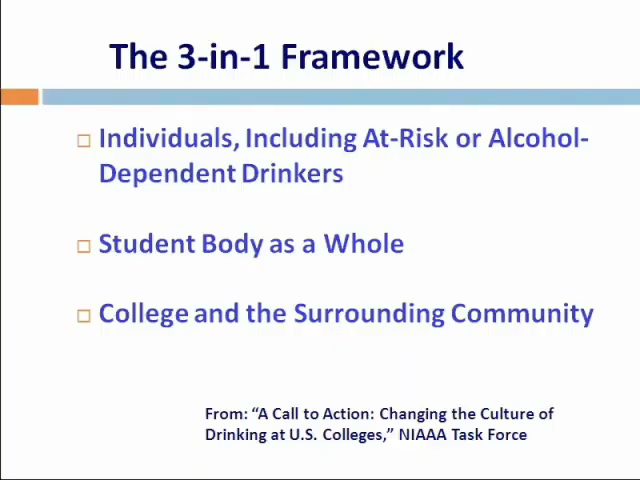 The 3-in-1 Framework
Individuals, Including At-Risk or Alcohol-
Dependent Drinkers
Student Body as a Whole
College and the Surrounding Community
From: “A Call to Action: Changing the Culture of
Drinking at U.S. Colleges,” NIAAA Task Force